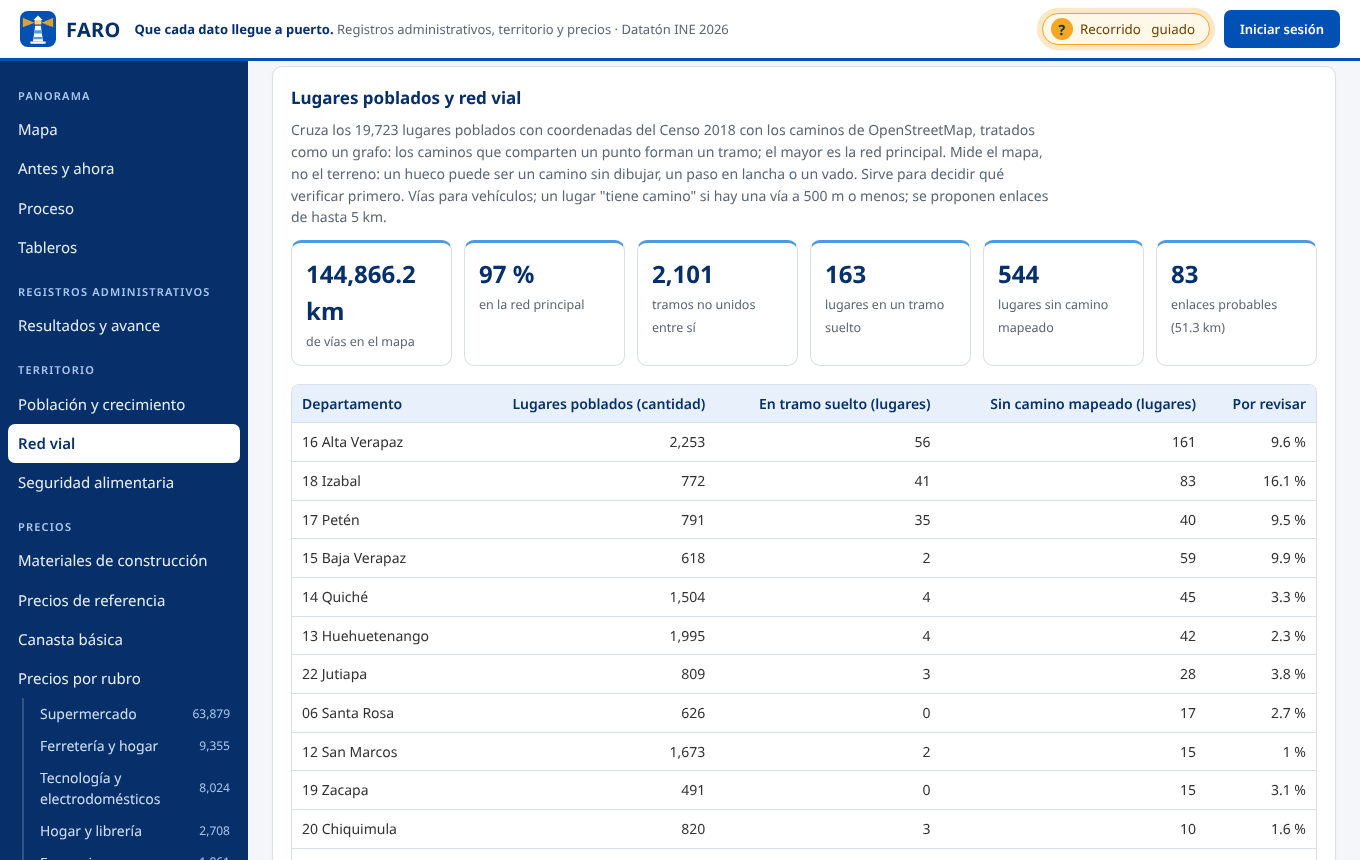 FARO
Que cada dato llegue a puerto. Registros administrativos, territorio y precios · Datatón INE 2026
? Recorrido guiado
Iniciar sesión
PANORAMA
Mapa
Antes y ahora
Proceso
Tableros
REGISTROS ADMINISTRATIVOS
Resultados y avance
TERRITORIO
Población y crecimiento
Red vial
Seguridad alimentaria
PRECIOS
Materiales de construcción
Precios de referencia
Canasta básica
Precios por rubro
Supermercado 63,879
Ferretería y hogar 9,355
Tecnología y
electrodomésticos 8,024
Hogar y librería 2,708
Lugares poblados y red vial
Cruza los 19,723 lugares poblados con coordenadas del Censo 2018 con los caminos de OpenStreetMap, tratados
como un grafo: los caminos que comparten un punto forman un tramo; el mayor es la red principal. Mide el mapa,
no el terreno: un hueco puede ser un camino sin dibujar, un paso en lancha o un vado. Sirve para decidir qué
verificar primero. Vías para vehículos; un lugar "tiene camino" si hay una vía a 500 m o menos; se proponen enlaces
de hasta 5 km.
144,866.2
km
de vías en el mapa
97 %
en la red principal
2,101
tramos no unidos
entre sí
163
lugares en un tramo
suelto
544
lugares sin camino
mapeado
83
enlaces probables
(51.3 km)
Departamento Lugares poblados (cantidad) En tramo suelto (lugares) Sin camino mapeado (lugares) Por revisar
16 Alta Verapaz 2,253 56 161 9.6 %
18 Izabal 772 41 83 16.1 %
17 Petén 791 35 40 9.5 %
15 Baja Verapaz 618 2 59 9.9 %
14 Quiché 1,504 4 45 3.3 %
13 Huehuetenango 1,995 4 42 2.3 %
22 Jutiapa 809 3 28 3.8 %
06 Santa Rosa 626 0 17 2.7 %
12 San Marcos 1,673 2 15 1 %
19 Zacapa 491 0 15 3.1 %
20 Chiquimula 820 3 10 1.6 %